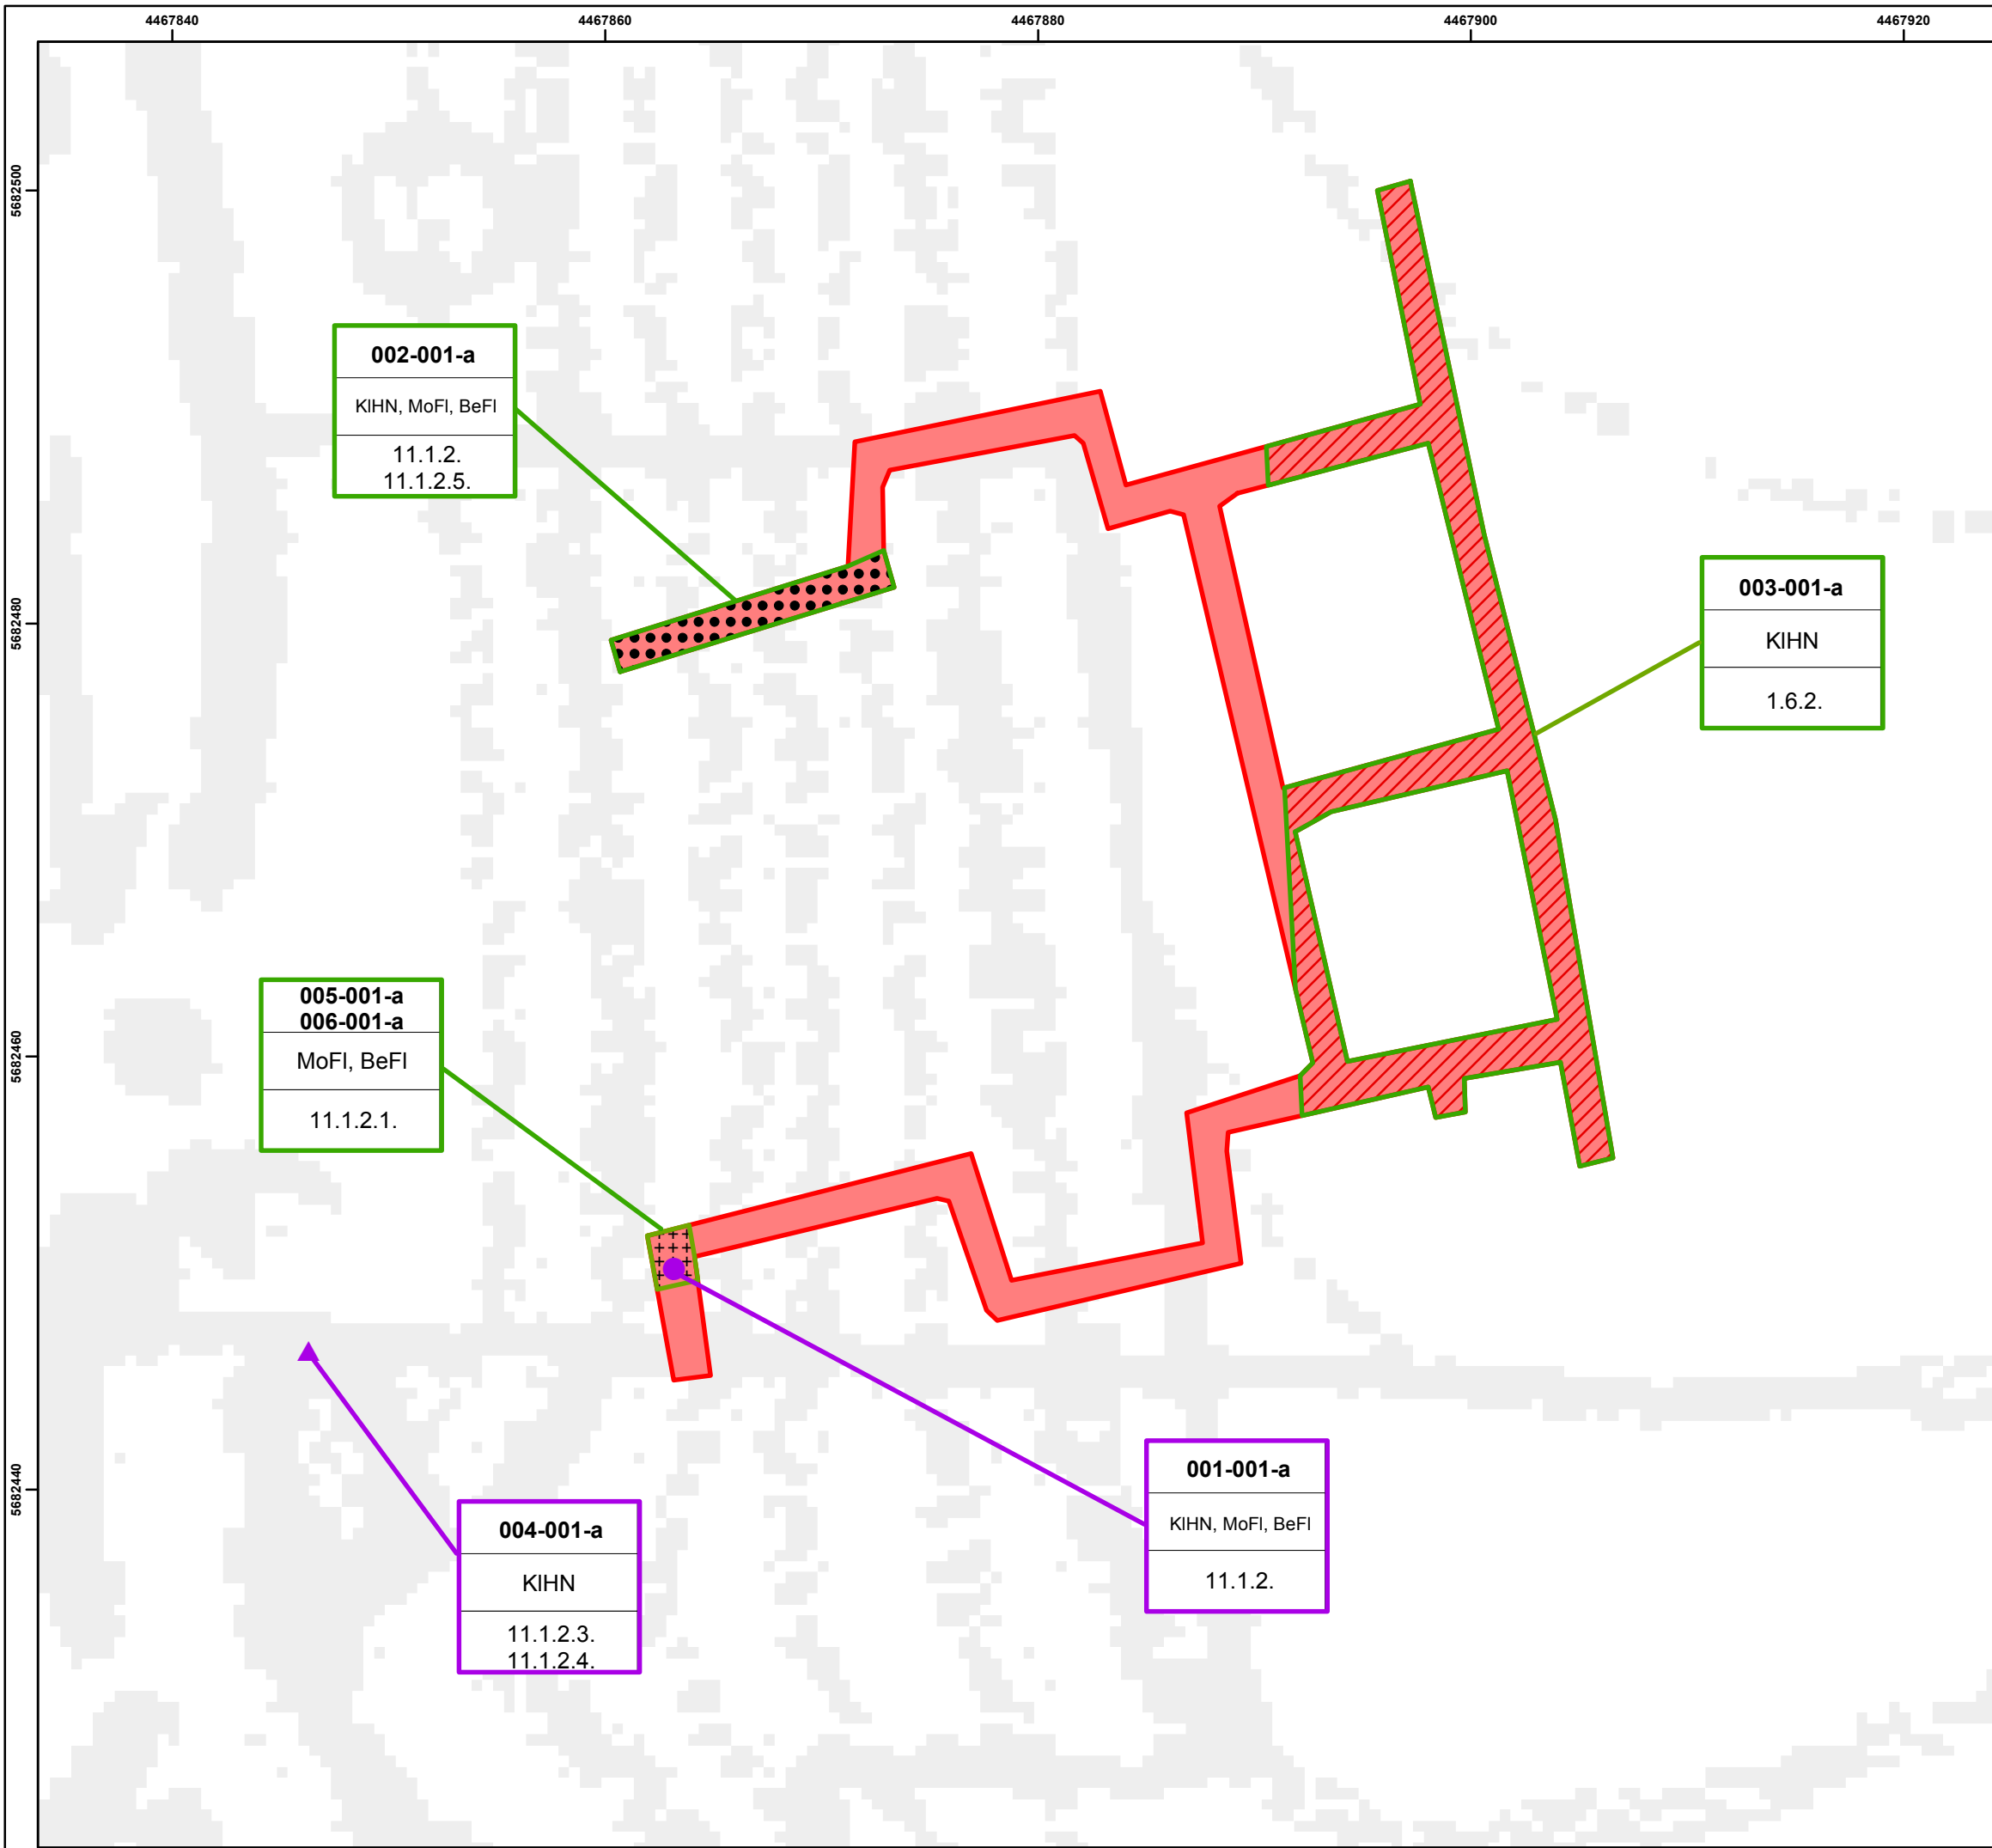 4467840
4467860
4467880
4467900
4467920
5682500
5682480
5682460
5682440
002-001-a
KlHN, MoFl, BeFl
11.1.2.
11.1.2.5.
003-001-a
KlHN
1.6.2.
005-001-a
006-001-a
MoFl, BeFl
11.1.2.1.
001-001-a
KlHN, MoFl, BeFl
11.1.2.
004-001-a
KlHN
11.1.2.3.
11.1.2.4.